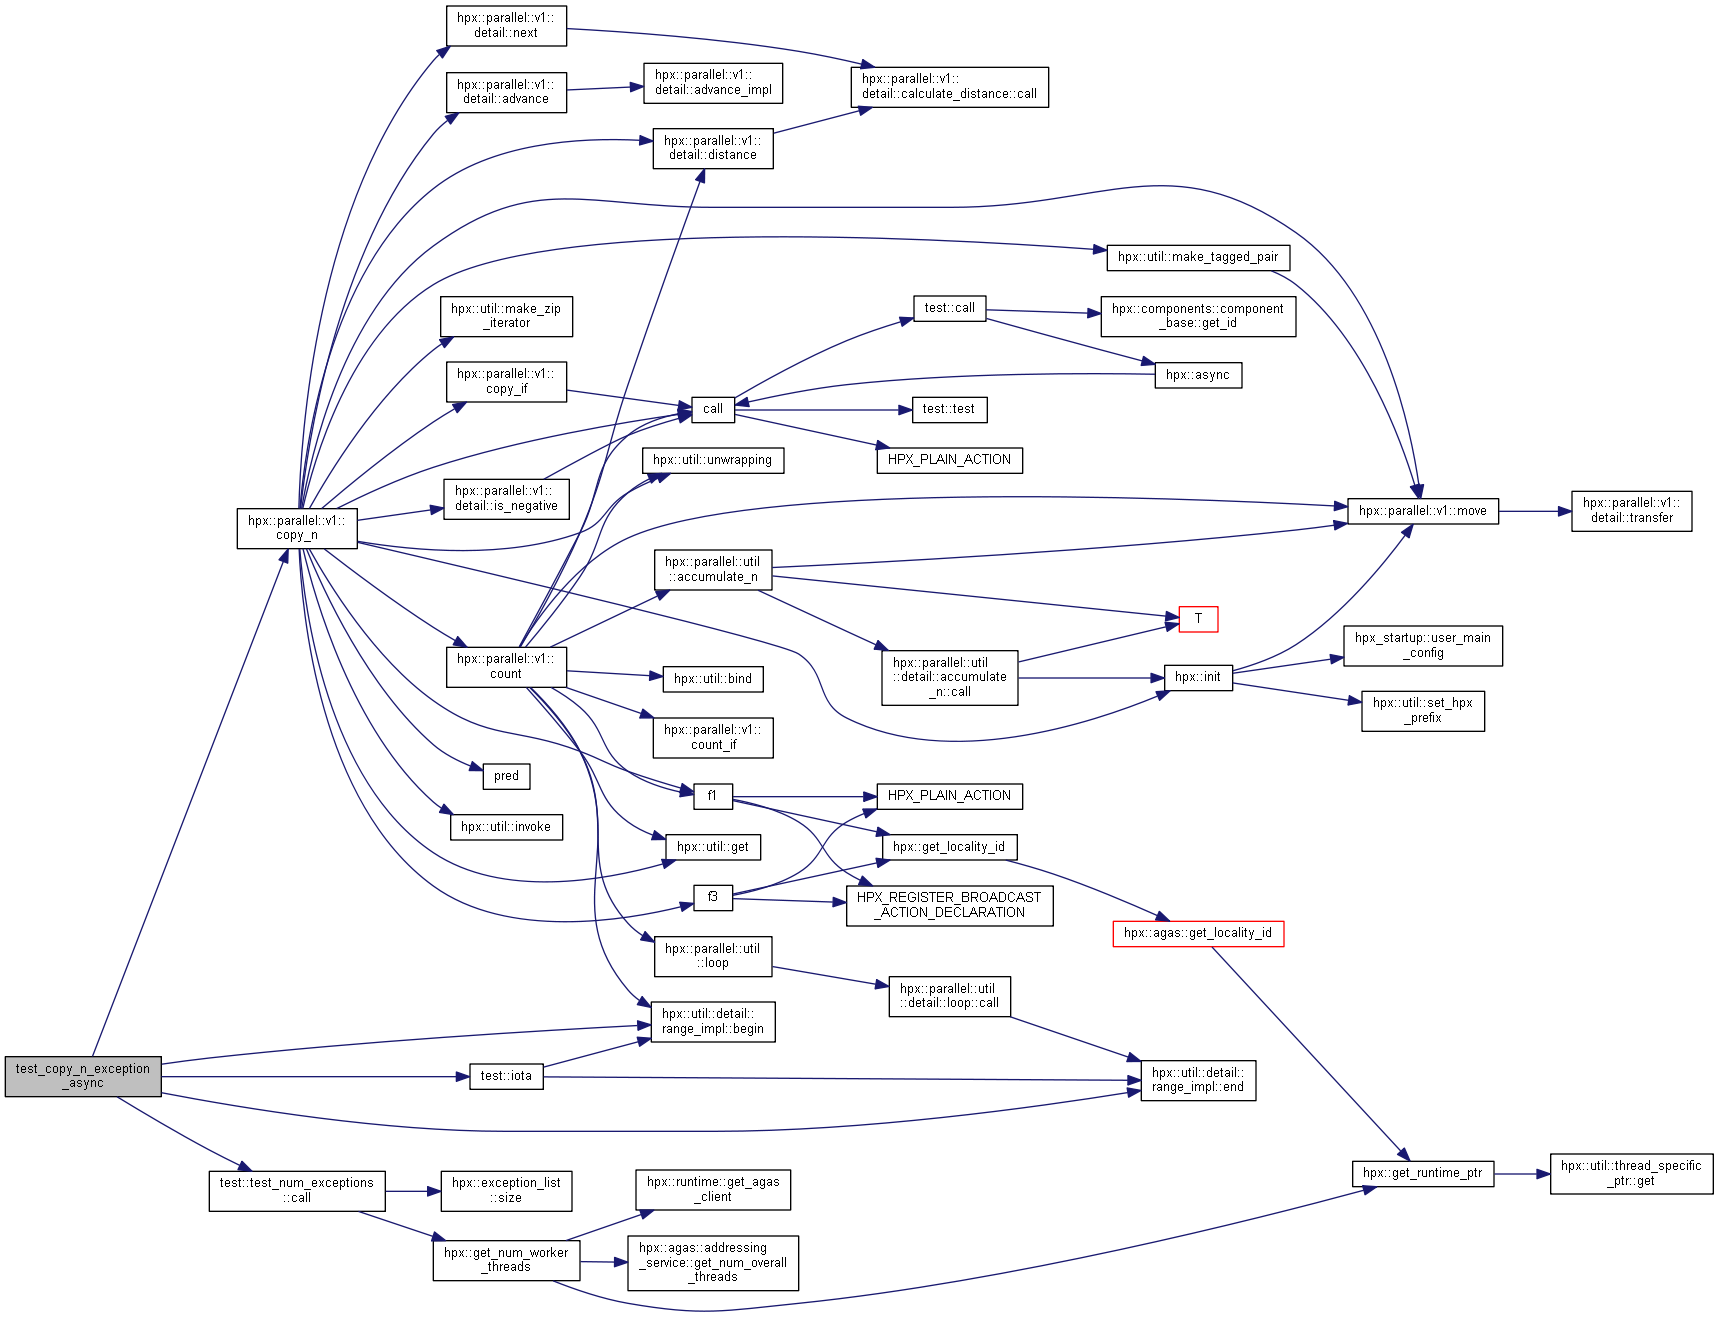 hpx::parallel::v1::
detail::next
hpx::parallel::v1::
detail::advance
hpx::parallel::v1::
detail::advance_impl
hpx::parallel::v1::
detail::calculate_distance::call
hpx::parallel::v1::
detail::distance
hpx::util::make_tagged_pair
hpx::util::make_zip
_iterator
test::call
hpx::components::component
_base::get_id
hpx::parallel::v1::
copy_if
hpx::async
call
test::test
hpx::util::unwrapping
HPX_PLAIN_ACTION
hpx::parallel::v1::
detail::is_negative
hpx::parallel::v1::move
hpx::parallel::v1::
detail::transfer
hpx::parallel::v1::
copy_n
hpx::parallel::util
::accumulate_n
T
hpx::parallel::v1::
count
hpx::util::bind
hpx::parallel::util
::detail::accumulate
_n::call
hpx::init
hpx_startup::user_main
_config
hpx::util::set_hpx
_prefix
hpx::parallel::v1::
count_if
pred
f1
HPX_PLAIN_ACTION
hpx::util::invoke
hpx::util::get
hpx::get_locality_id
f3
HPX_REGISTER_BROADCAST
_ACTION_DECLARATION
hpx::agas::get_locality_id
hpx::parallel::util
::loop
hpx::parallel::util
::detail::loop::call
hpx::util::detail::
range_impl::begin
test_copy_n_exception
_async
test::iota
hpx::util::detail::
range_impl::end
test::test_num_exceptions
::call
hpx::exception_list
::size
hpx::runtime::get_agas
_client
hpx::get_runtime_ptr
hpx::util::thread_specific
_ptr::get
hpx::get_num_worker
_threads
hpx::agas::addressing
_service::get_num_overall
_threads